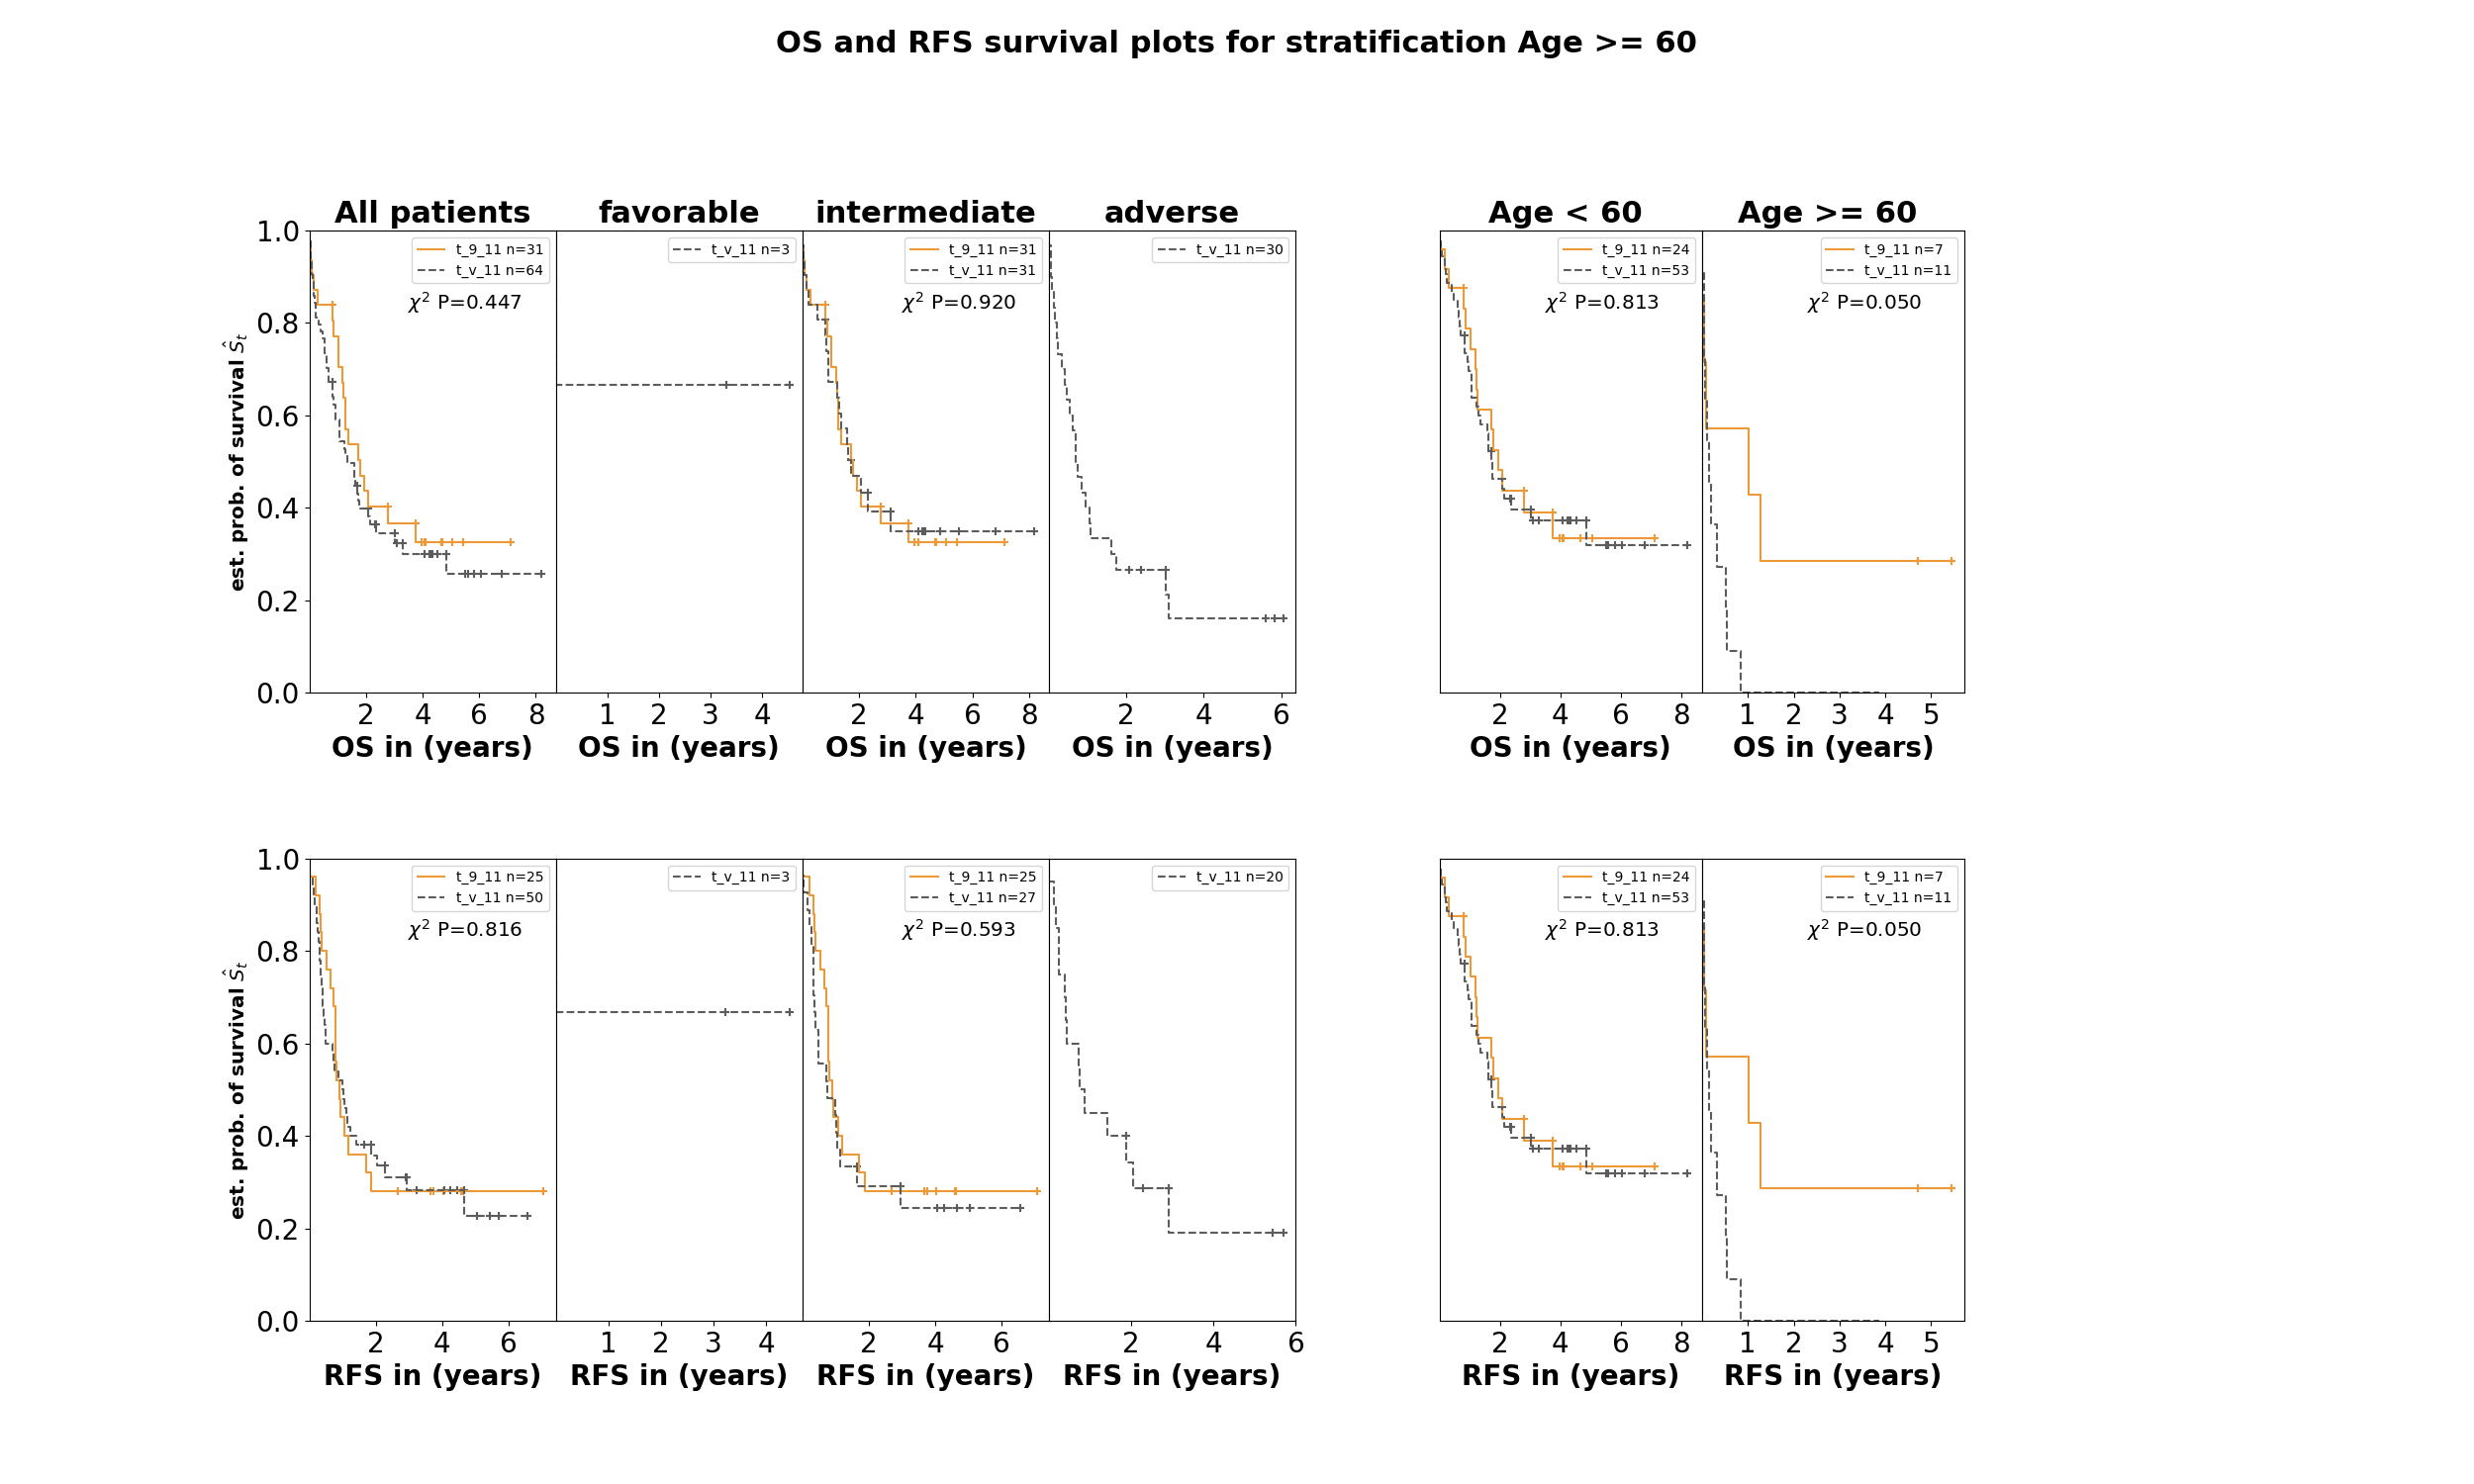 OS and RFS survival plots for stratification Age >= 60
All patients favorable intermediate adverse Age < 60 Age >= 60
est. prob. of survival Ŝt
1.0
0.8
0.6
0.4
0.2
0.0
t_9_11 n=31
t_v_11 n=64
χ² P=0.447
2 4 6 8
OS in (years)
t_v_11 n=3
1 2 3 4
OS in (years)
t_9_11 n=31
t_v_11 n=31
χ² P=0.920
2 4 6 8
OS in (years)
t_v_11 n=30
2 4 6
OS in (years)
t_9_11 n=24
t_v_11 n=53
χ² P=0.813
2 4 6 8
OS in (years)
t_9_11 n=7
t_v_11 n=11
χ² P=0.050
1 2 3 4 5
OS in (years)
est. prob. of survival Ŝt
1.0
0.8
0.6
0.4
0.2
0.0
t_9_11 n=25
t_v_11 n=50
χ² P=0.816
2 4 6
RFS in (years)
t_v_11 n=3
1 2 3 4
RFS in (years)
t_9_11 n=25
t_v_11 n=27
χ² P=0.593
2 4 6
RFS in (years)
t_v_11 n=20
2 4 6
RFS in (years)
t_9_11 n=24
t_v_11 n=53
χ² P=0.813
2 4 6 8
RFS in (years)
t_9_11 n=7
t_v_11 n=11
χ² P=0.050
1 2 3 4 5
RFS in (years)